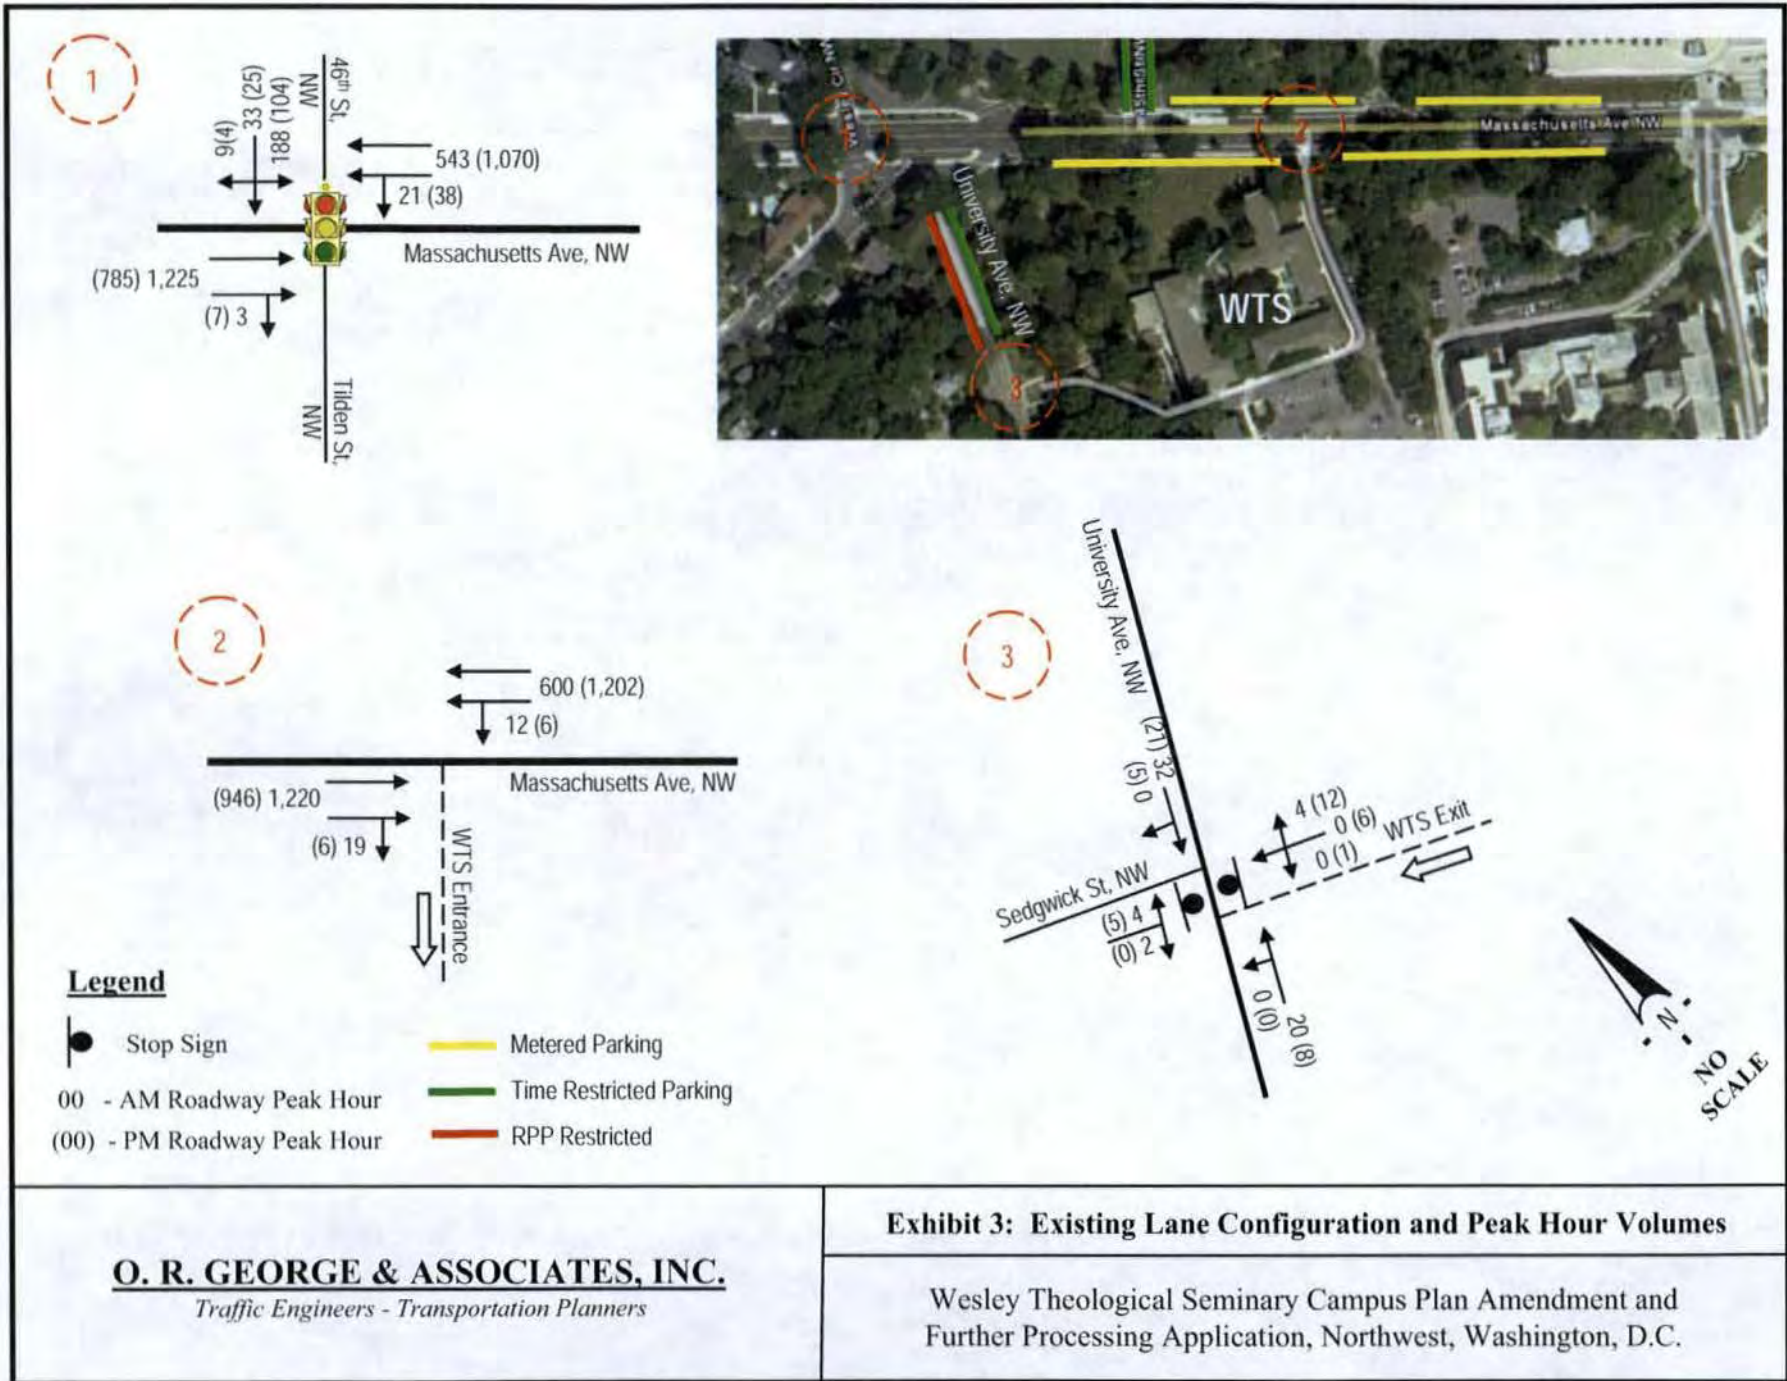 1
46th St,
NW
9(4)
33 (25)
188 (104)
543 (1,070)
21 (38)
Massachusetts Ave, NW
(785) 1,225
(7) 3
Tilden St,
NW
Massachusetts Ave NW
2
University Ave, NW
WTS
3
2
600 (1,202)
12 (6)
Massachusetts Ave, NW
(946) 1,220
(6) 19
WTS Entrance
3
University Ave, NW
(21) 32
(5) 0
4 (12)
0 (6)
0 (1)
WTS Exit
Sedgwick St, NW
(5) 4
(0) 2
0 (0)
20 (8)
N
NO
SCALE
Legend
Stop Sign
00 - AM Roadway Peak Hour
(00) - PM Roadway Peak Hour
Metered Parking
Time Restricted Parking
RPP Restricted
O. R. GEORGE & ASSOCIATES, INC.
Traffic Engineers - Transportation Planners
Exhibit 3: Existing Lane Configuration and Peak Hour Volumes
Wesley Theological Seminary Campus Plan Amendment and
Further Processing Application, Northwest, Washington, D.C.